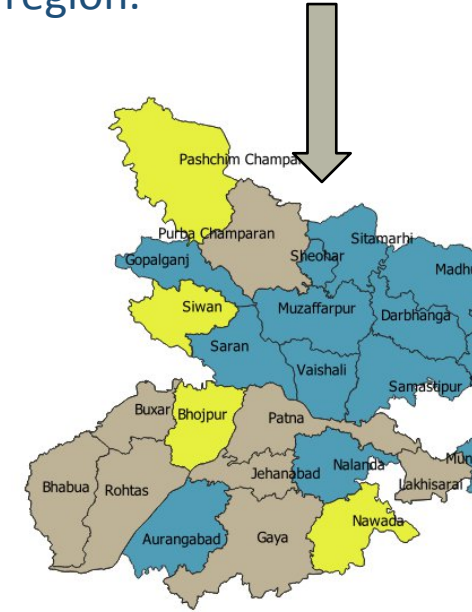 region.
Pashchim Champar
Purba Champaran
Sitamarhi
Gopalganj
Sheohar
Madhu
Siwan
Muzaffarpur
Darbhanga
Saran
Vaishali
Samastipur
Buxar
Bhojpur
Patna
Jehanabad
Nalanda
Mun
Bhabua
Rohtas
Lakhisarai
Nawada
Aurangabad
Gaya